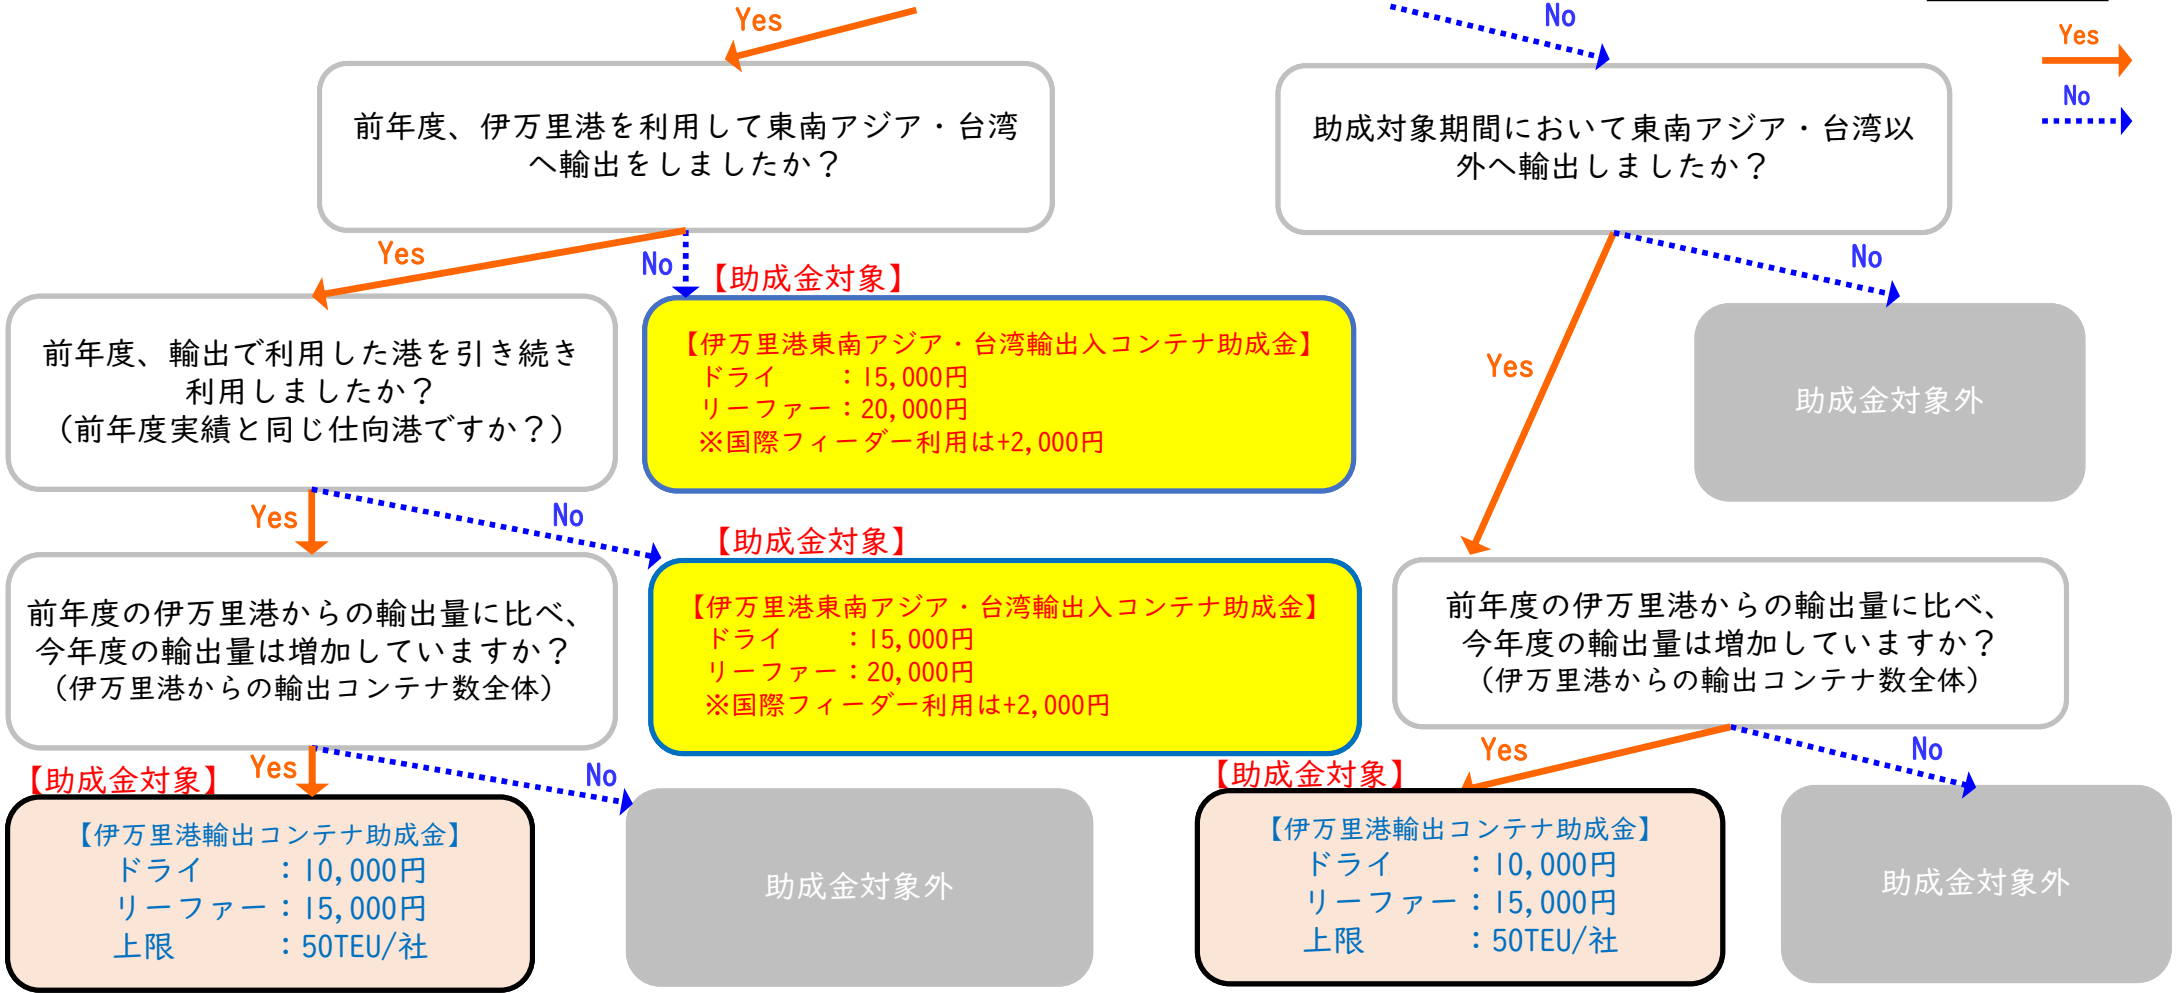 Yes
No
Yes
No
前年度、伊万里港を利用して東南アジア・台湾
へ輸出をしましたか？
助成対象期間において東南アジア・台湾以
外へ輸出しましたか？
Yes
No
Yes
No
【助成金対象】
前年度、輸出で利用した港を引き続き
利用しましたか？
（前年度実績と同じ仕向港ですか？）
【伊万里港東南アジア・台湾輸出入コンテナ助成金】
ドライ　　：15,000円
リーファー：20,000円
※国際フィーダー利用は+2,000円
助成金対象外
Yes
No
【助成金対象】
前年度の伊万里港からの輸出量に比べ、
今年度の輸出量は増加していますか？
（伊万里港からの輸出コンテナ数全体）
【伊万里港東南アジア・台湾輸出入コンテナ助成金】
ドライ　　：15,000円
リーファー：20,000円
※国際フィーダー利用は+2,000円
前年度の伊万里港からの輸出量に比べ、
今年度の輸出量は増加していますか？
（伊万里港からの輸出コンテナ数全体）
Yes
No
Yes
No
【助成金対象】
【伊万里港輸出コンテナ助成金】
ドライ　　：10,000円
リーファー：15,000円
上限　　　：50TEU/社
助成金対象外
【助成金対象】
【伊万里港輸出コンテナ助成金】
ドライ　　：10,000円
リーファー：15,000円
上限　　　：50TEU/社
助成金対象外